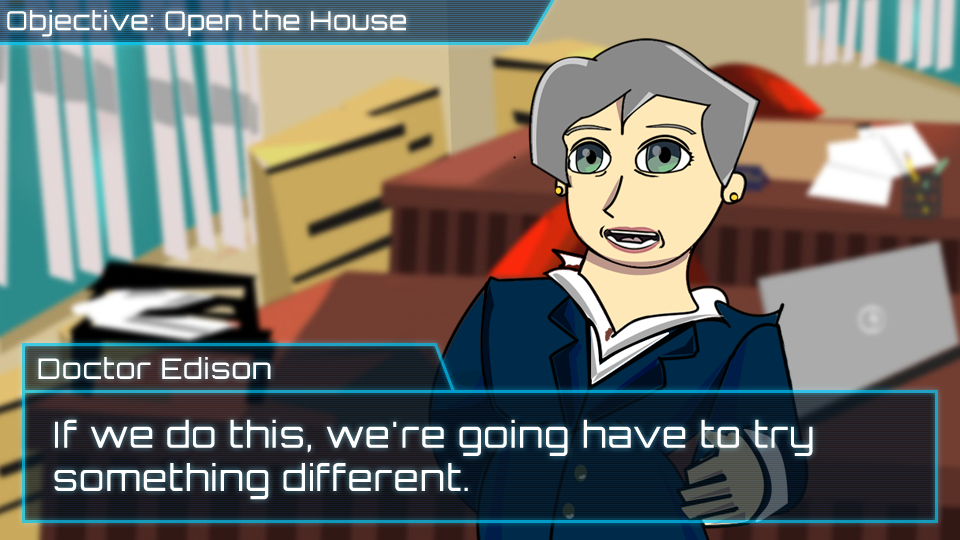 Objective: Open the House
Doctor Edison
If we do this, we're going have to try
something different.